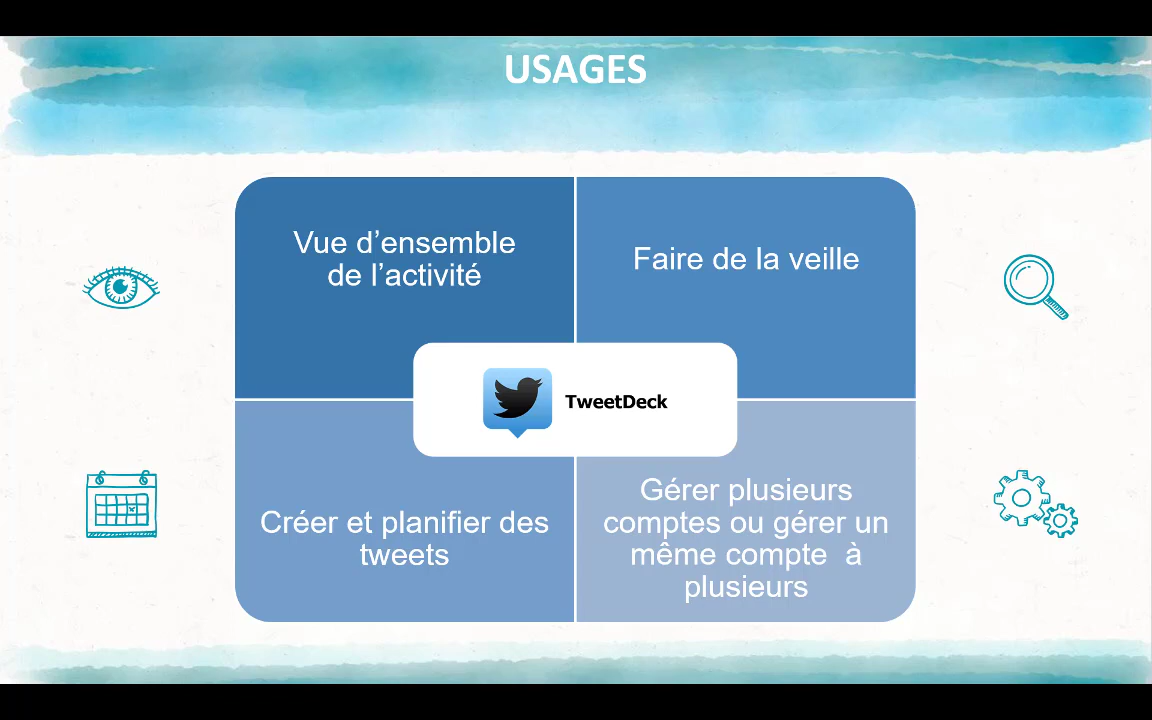 USAGES
Vue d’ensemble
de l’activité
Faire de la veille
TweetDeck
Créer et planifier des
tweets
Gérer plusieurs
comptes ou gérer un
même compte  à
plusieurs